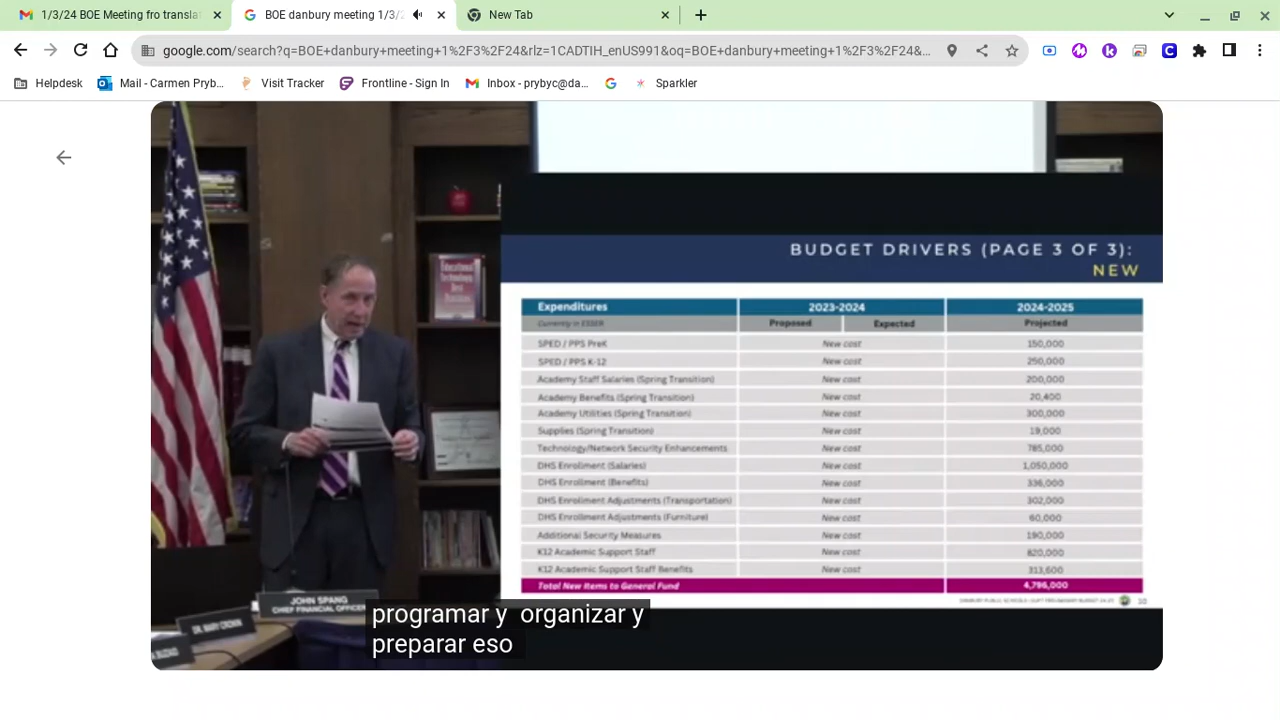 1/3/24 BOE Meeting fro transla
BOE danbury meeting 1/3/2
New Tab
google.com/search?q=BOE+danbury+meeting+1%2F3%2F24&rlz=1CADTIH_enUS991&oq=BOE+danbury+meeting+1%2F3%2F24&...
Helpdesk
Mail - Carmen Pryb...
Visit Tracker
Frontline - Sign In
Inbox - prybyc@da...
Sparkler
BUDGET DRIVERS (PAGE 3 OF 3):
NEW
Expenditures 2023-2024 2024-2025
Currently in ESSER Proposed Expected Projected
SPED / PPS PreK New cost 150,000
SPED / PPS K-12 New cost 250,000
Academy Staff Salaries (Spring Transition) New cost 200,000
Academy Benefits (Spring Transition) New cost 20,400
Academy Utilities (Spring Transition) New cost 300,000
Supplies (Spring Transition) New cost 19,000
Technology/Network Security Enhancements New cost 785,000
DHS Enrollment (Salaries) New cost 1,050,000
DHS Enrollment (Benefits) New cost 336,000
DHS Enrollment Adjustments (Transportation) New cost 302,000
DHS Enrollment Adjustments (Furniture) New cost 60,000
Additional Security Measures New cost 190,000
K12 Academic Support Staff New cost 820,000
K12 Academic Support Staff Benefits New cost 313,600
Total New Items to General Fund 4,796,000
JOHN SPANG
CHIEF FINANCIAL OFFICER
DR. MARY CRONIN
programar y organizar y
preparar eso